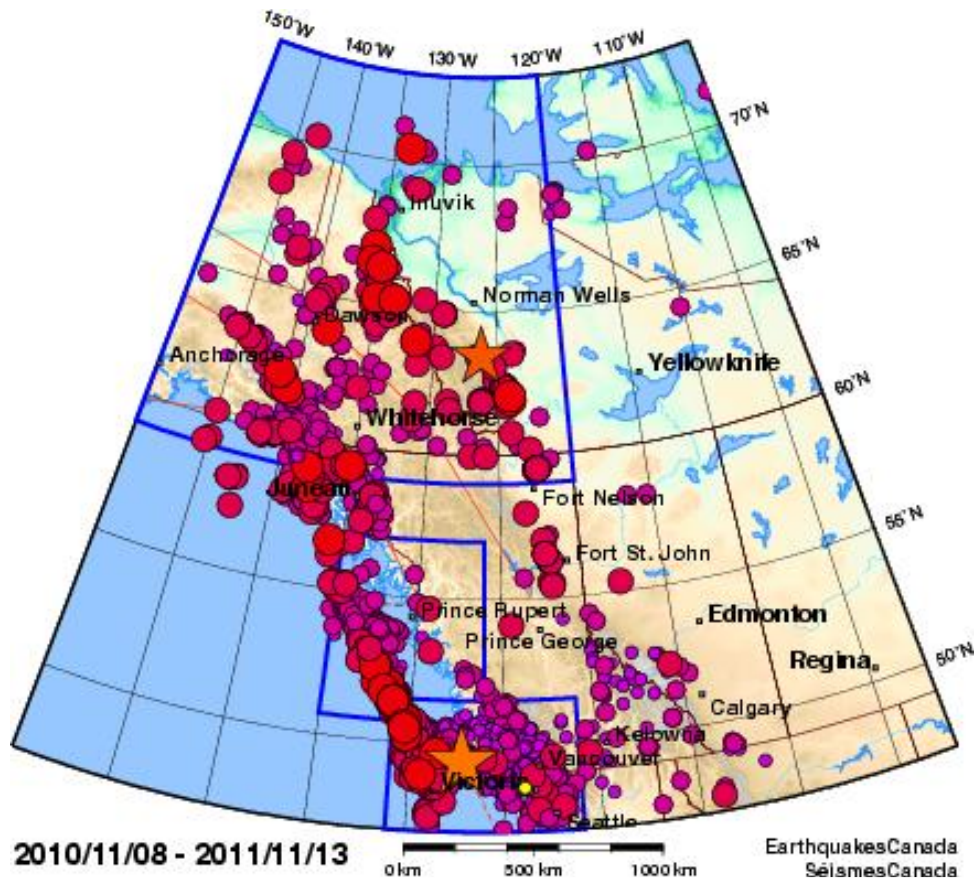 150°W
140°W
130°W
120°W
110°W
70°N
Inuvik
65°N
Norman Wells
Dawson
Anchorage
Yellowknife
60°N
Whitehorse
Juneau
Fort Nelson
55°N
Fort St. John
Prince Rupert
Edmonton
Prince George
Regina
50°N
Calgary
Kelowna
Vancouver
Victoria
Seattle
2010/11/08 - 2011/11/13
0 km 500 km 1000 km
EarthquakesCanada
SéismesCanada